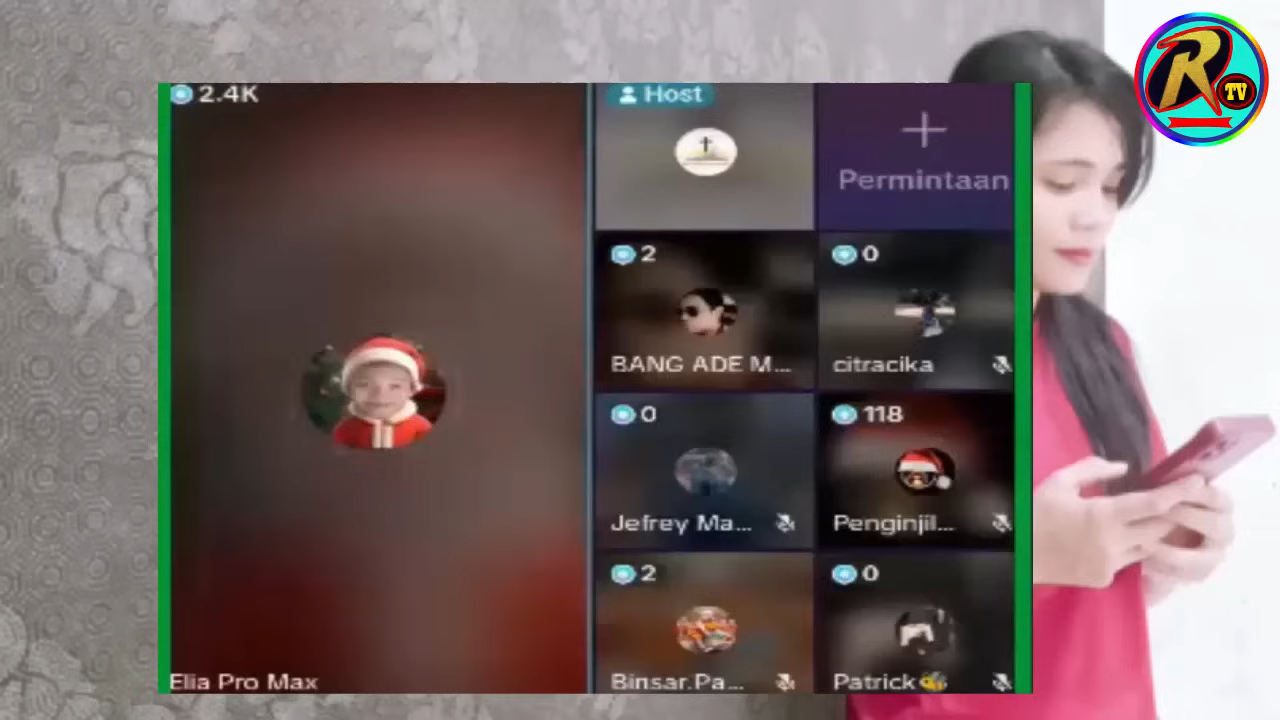 R
TV
2.4K
Host
Permintaan
2
0
BANG ADE M...
citracika
0
118
Jefrey Ma...
Penginjil...
2
0
Elia Pro Max
Binsar.Pa...
Patrick